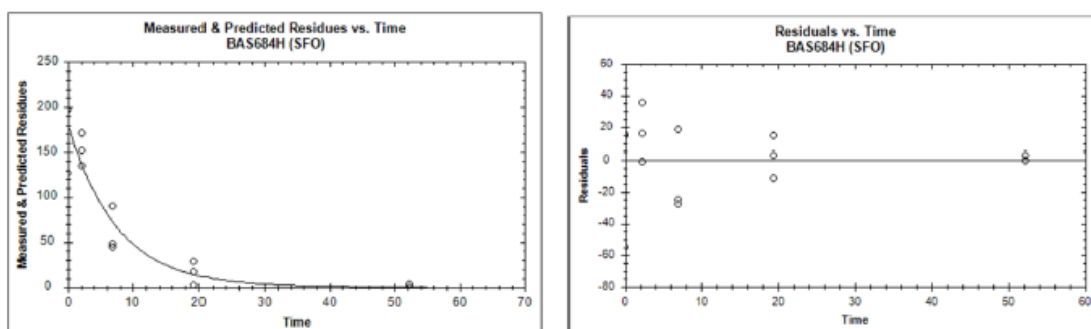 Measured & Predicted Residues vs. Time
BAS684H (SFO)
Measured & Predicted Residues
250
200
150
100
50
0
0 10 20 30 40 50 60 70
Time
Residuals vs. Time
BAS684H (SFO)
Residuals
60
40
20
0
-20
-40
-60
-80
0 10 20 30 40 50 60
Time